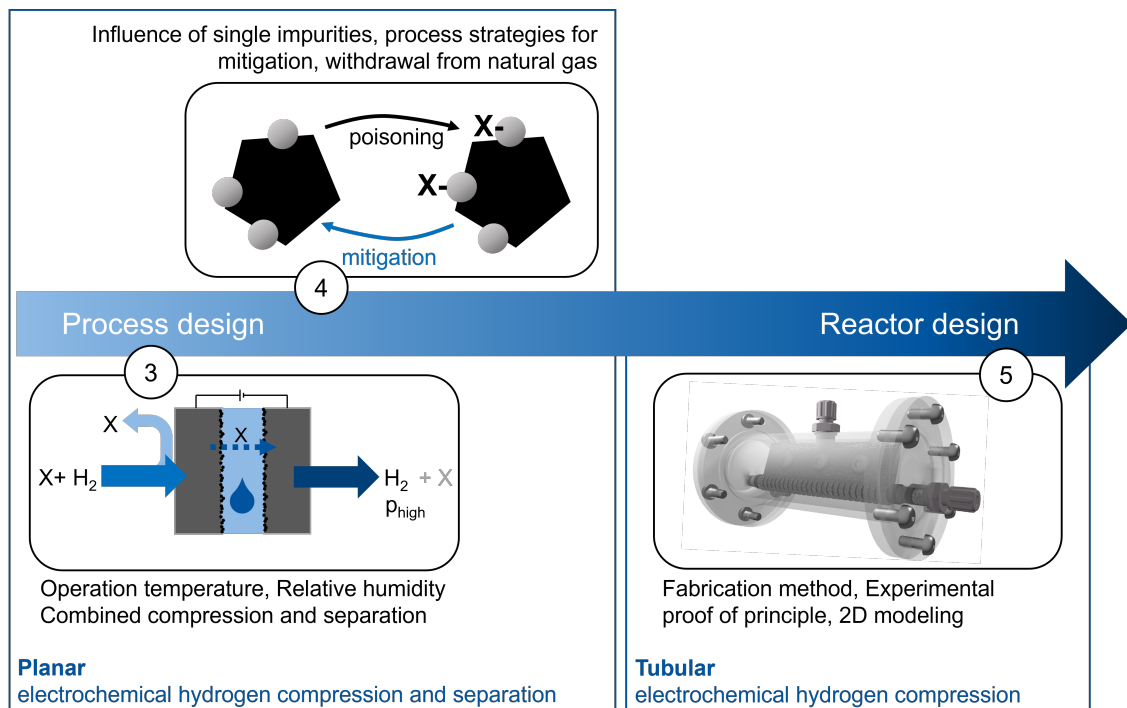 Influence of single impurities, process strategies for
mitigation, withdrawal from natural gas
poisoning
X-
X-
mitigation
4
Process design
Reactor design
3
5
X
X
X+ H2
H2 + X
phigh
Operation temperature, Relative humidity
Combined compression and separation
Fabrication method, Experimental
proof of principle, 2D modeling
Planar
electrochemical hydrogen compression and separation
Tubular
electrochemical hydrogen compression